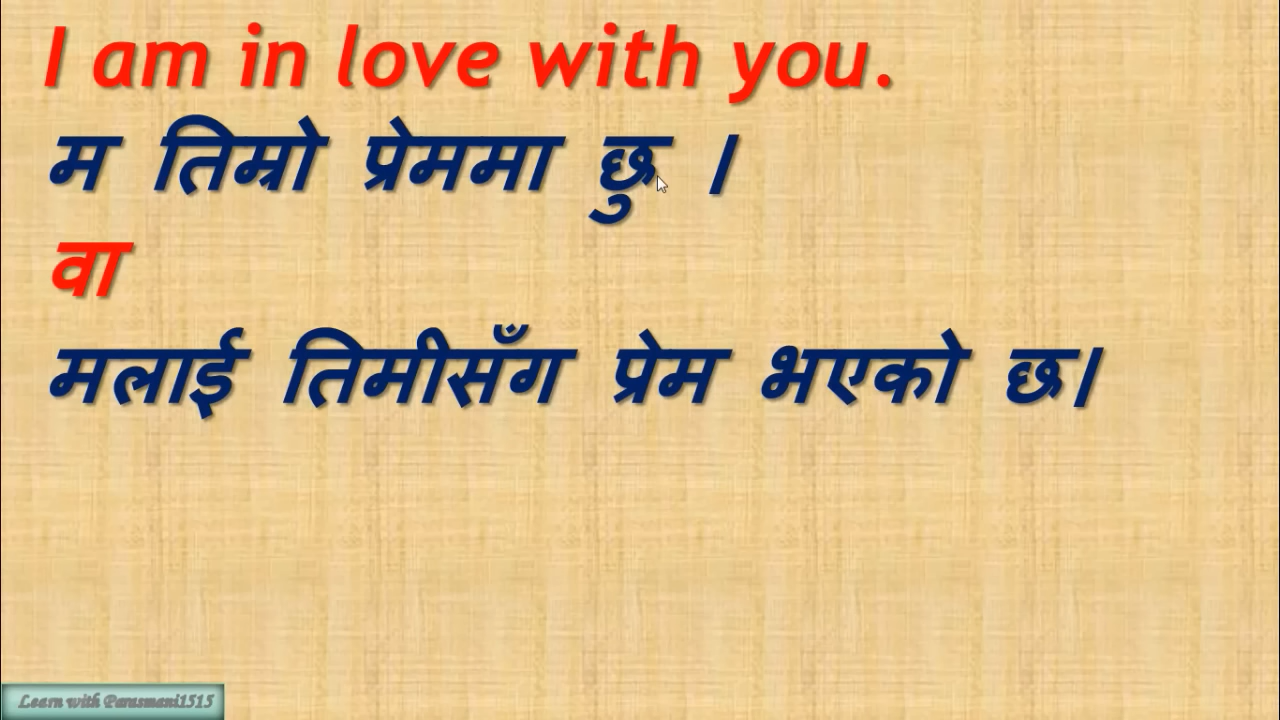 I am in love with you.
म तिम्रो प्रेममा छु ।
वा
मलाई तिमीसँग प्रेम भएको छ।
Learn with Parasmani1515